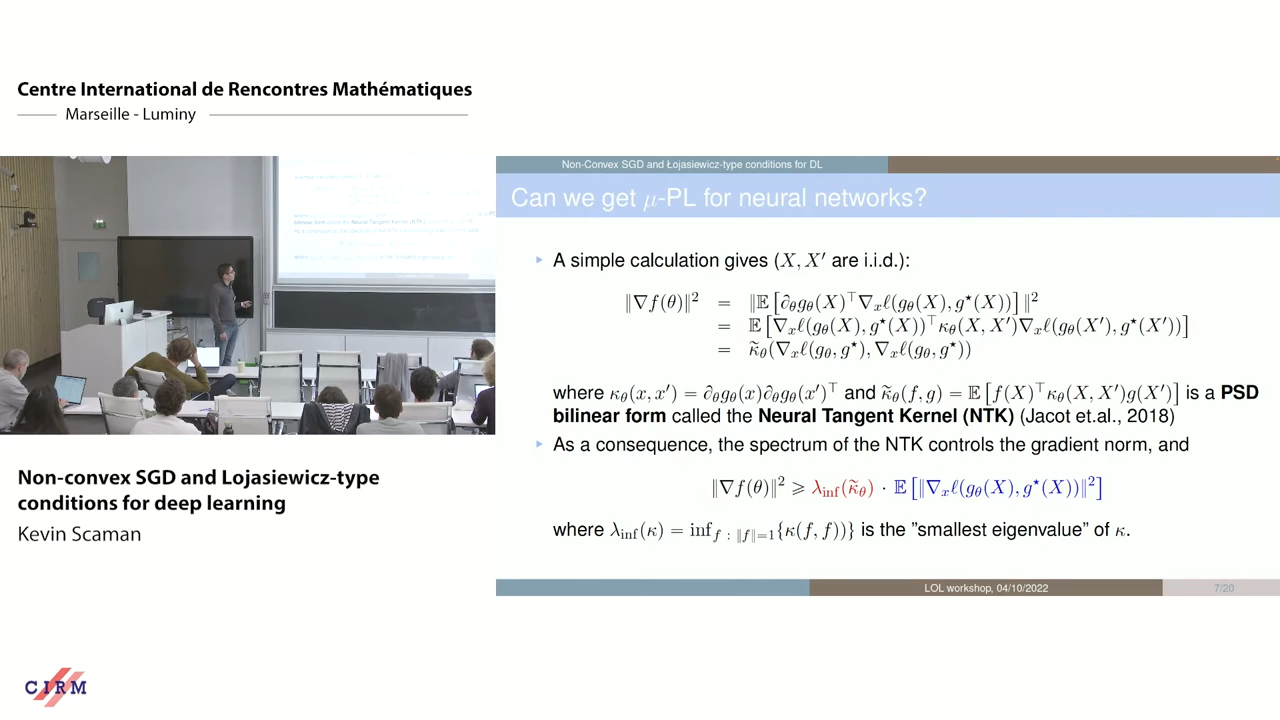 Centre International de Rencontres Mathématiques
Marseille - Luminy
Non-convex SGD and Lojasiewicz-type
conditions for deep learning
Kevin Scaman
CIRM
Non-Convex SGD and Łojasiewicz-type conditions for DL
Can we get μ-PL for neural networks?
A simple calculation gives (X, X′ are i.i.d.):
‖∇f(θ)‖² = ‖𝔼[∂θgθ(X)⊤∇ₓℓ(gθ(X), g⋆(X))]‖²
= 𝔼[∇ₓℓ(gθ(X), g⋆(X))⊤κθ(X, X′)∇ₓℓ(gθ(X′), g⋆(X′))]
= κ̃θ(∇ₓℓ(gθ, g⋆), ∇ₓℓ(gθ, g⋆))
where κθ(x, x′) = ∂θgθ(x)∂θgθ(x′)⊤ and κ̃θ(f, g) = 𝔼[f(X)⊤κθ(X, X′)g(X′)] is a PSD
bilinear form called the Neural Tangent Kernel (NTK) (Jacot et.al., 2018)
As a consequence, the spectrum of the NTK controls the gradient norm, and
‖∇f(θ)‖² ⩾ λinf(κ̃θ) · 𝔼[‖∇ₓℓ(gθ(X), g⋆(X))‖²]
where λinf(κ) = inf f : ‖f‖=1{κ(f, f))} is the ”smallest eigenvalue” of κ.
LOL workshop, 04/10/2022
7/20